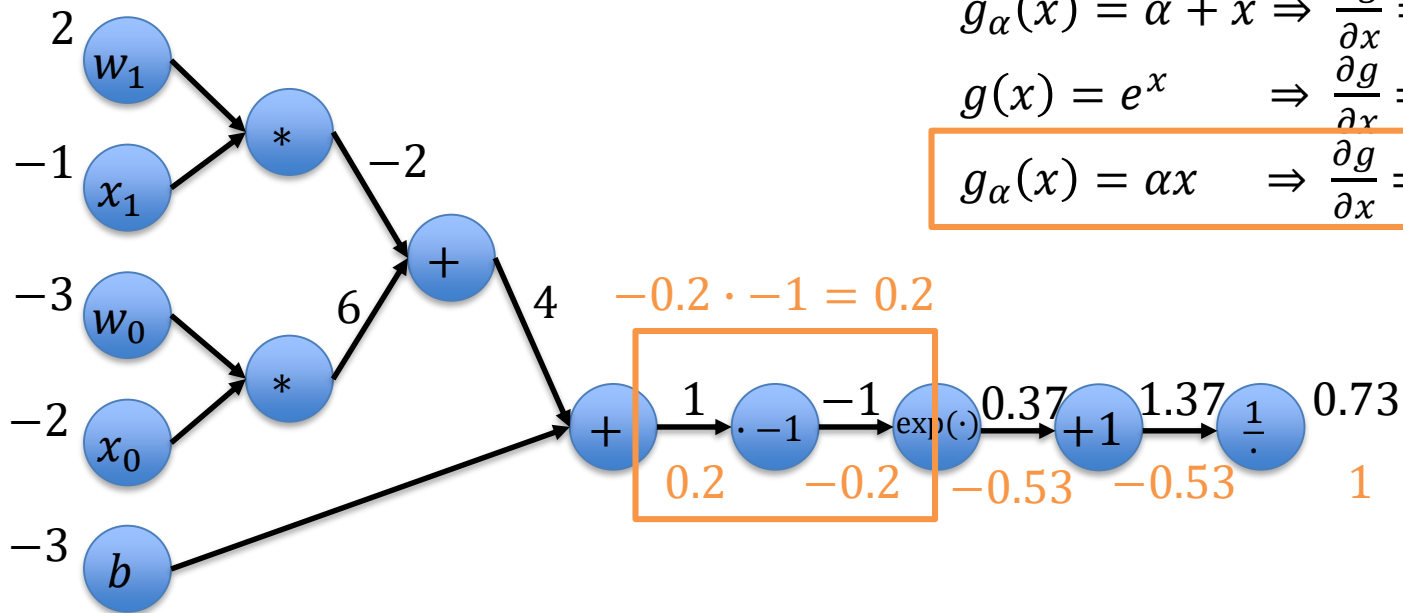 g_α(x) = α + x ⇒ ∂g/∂x =
g(x) = e^x ⇒ ∂g/∂x =
g_α(x) = αx ⇒ ∂g/∂x =
2
w₁
*
−2
−1
x₁
+
−3
w₀
6
4
−0.2 · −1 = 0.2
*
−2
x₀
+ 1 · −1 −1 exp(·) 0.37 +1 1.37 1/· 0.73
0.2 −0.2 −0.53 −0.53 1
−3
b